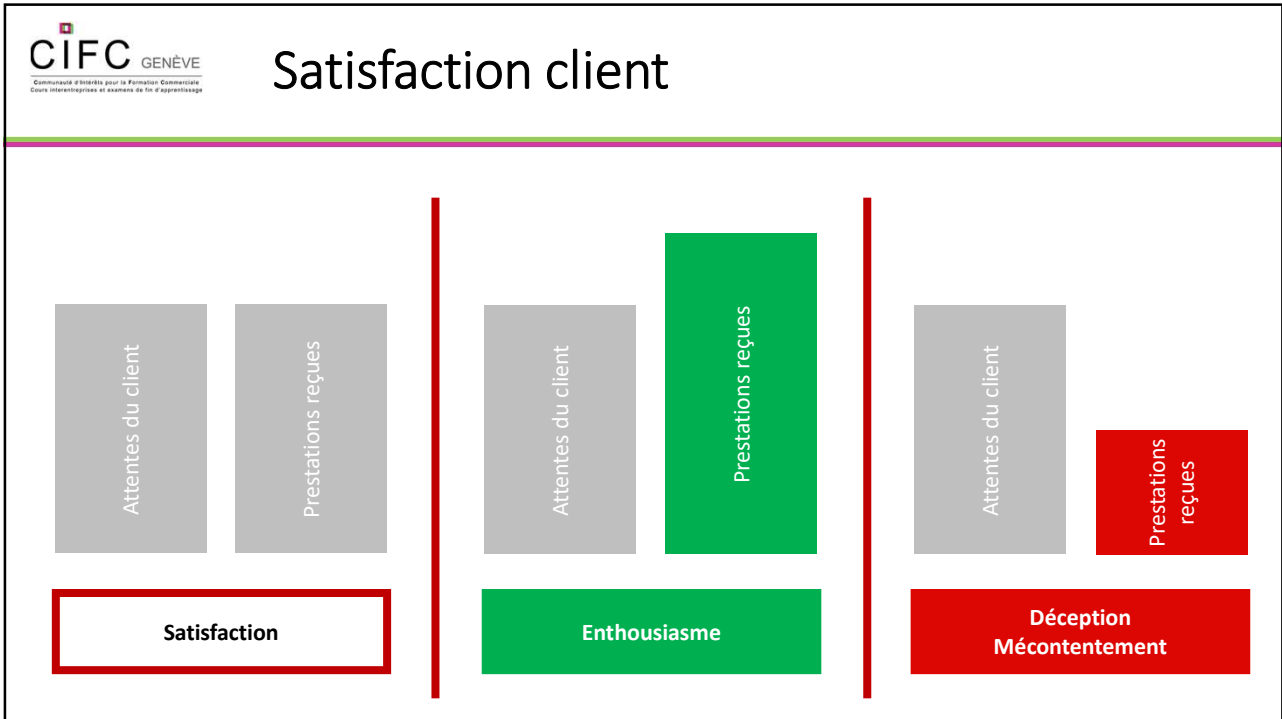 CIFC GENÈVE
Communauté d'Intérêts pour la Formation Commerciale
Cours interentreprises et examens de fin d'apprentissage
Satisfaction client
Attentes du client
Prestations reçues
Satisfaction
Attentes du client
Prestations reçues
Enthousiasme
Attentes du client
Prestations
reçues
Déception
Mécontentement